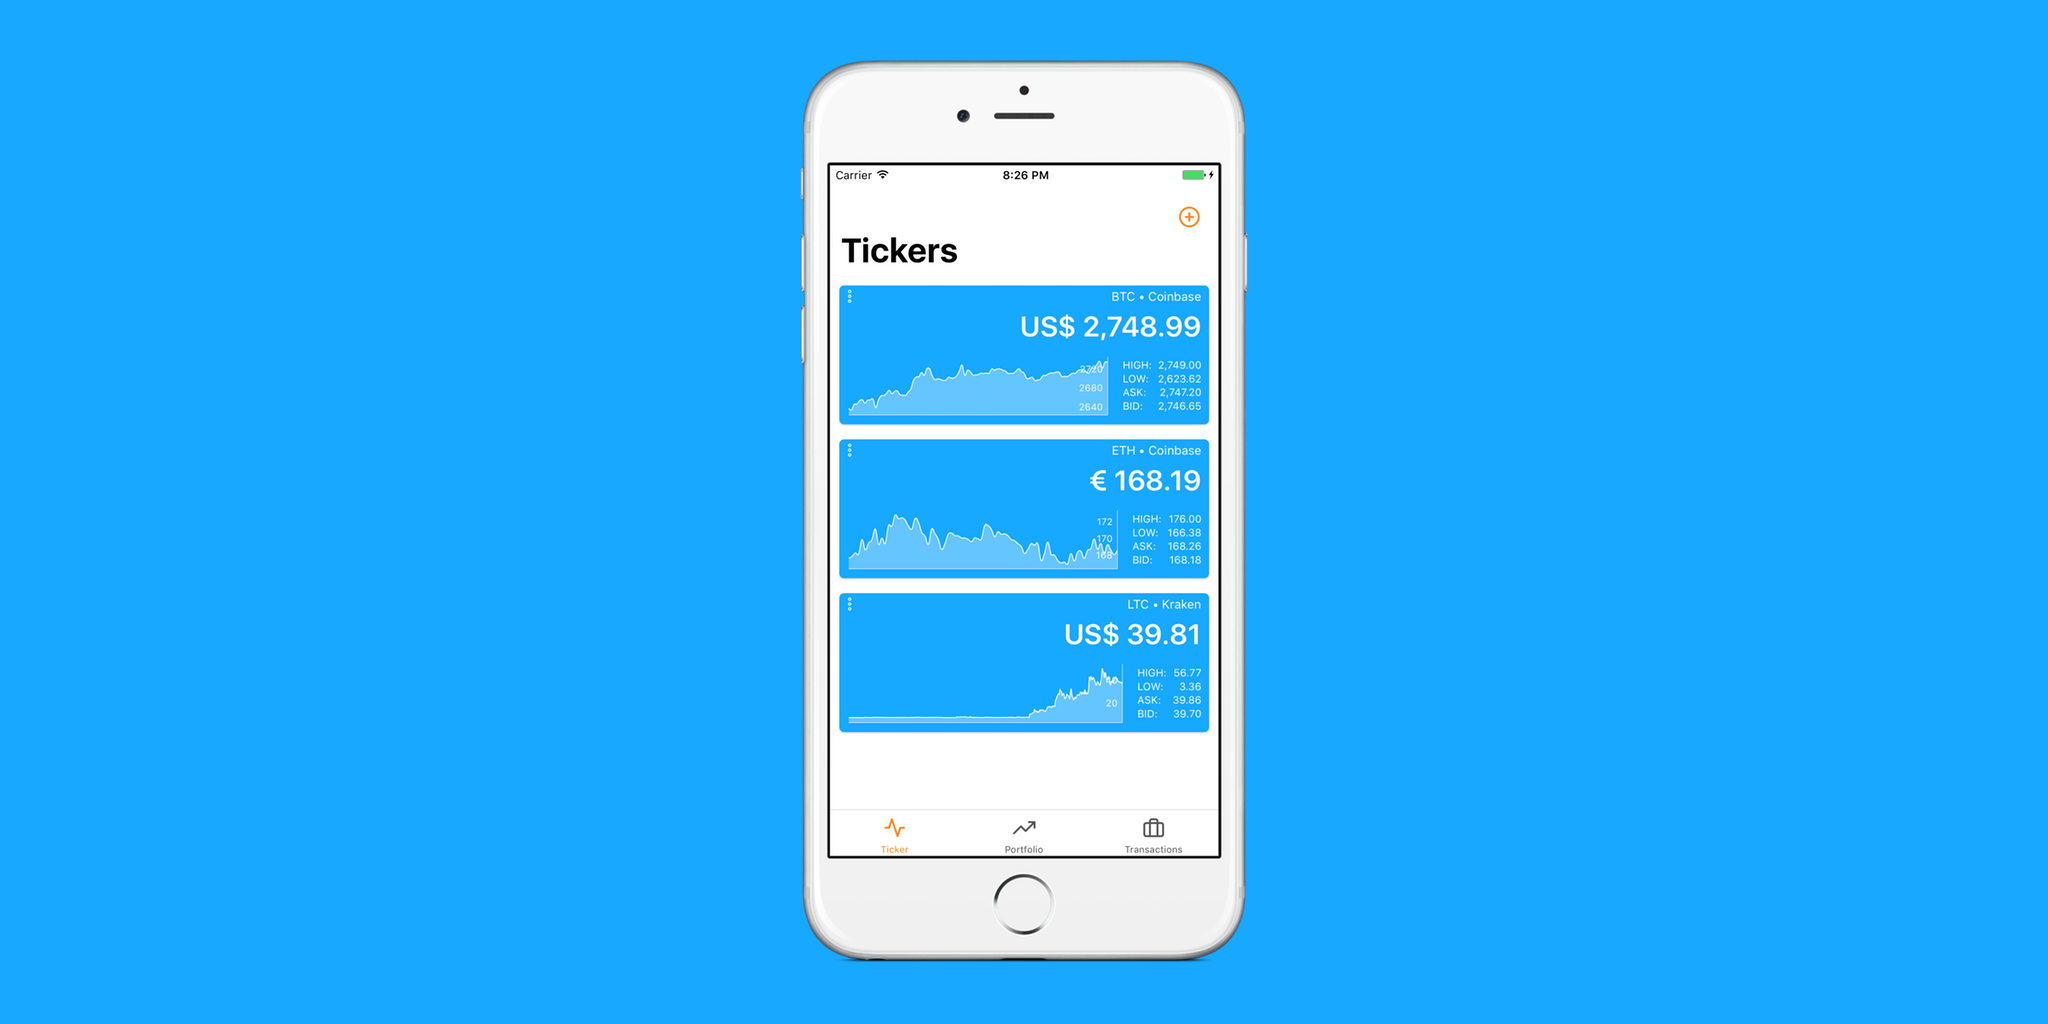 Carrier 8:26 PM
Tickers
BTC • Coinbase
US$ 2,748.99
2720
2680
2640
HIGH: 2,749.00
LOW: 2,623.62
ASK: 2,747.20
BID: 2,746.65
ETH • Coinbase
€ 168.19
172
170
168
HIGH: 176.00
LOW: 166.38
ASK: 168.26
BID: 168.18
LTC • Kraken
US$ 39.81
20
HIGH: 56.77
LOW: 3.36
ASK: 39.86
BID: 39.70
Ticker Portfolio Transactions